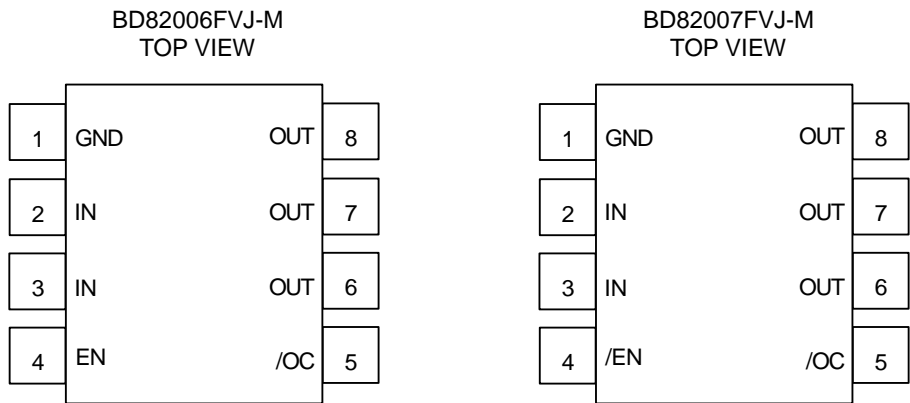 BD82006FVJ-M
TOP VIEW
1 GND OUT 8
2 IN OUT 7
3 IN OUT 6
4 EN /OC 5
BD82007FVJ-M
TOP VIEW
1 GND OUT 8
2 IN OUT 7
3 IN OUT 6
4 /EN /OC 5